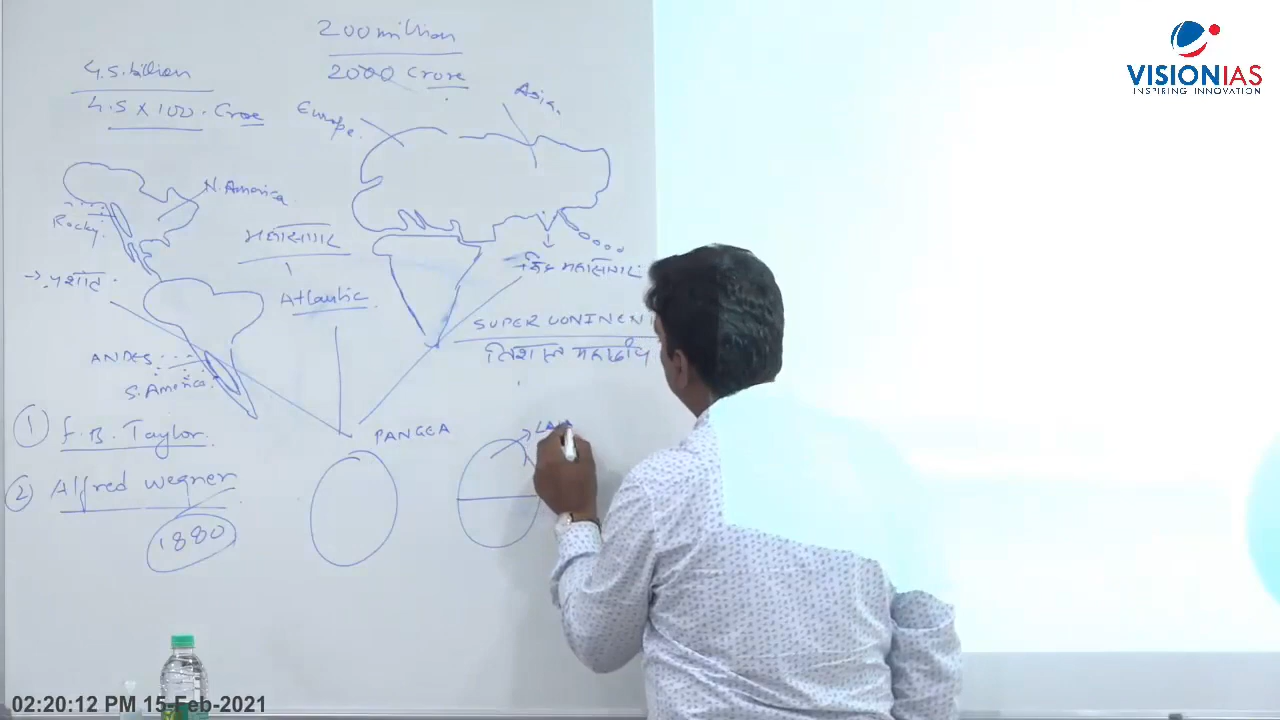 200 million
2000 Crore
4.5 billion
4.5 x 100 . Crore
Europe
Asia
N. America
Rocky
महासागर
Atlantic
हिन्द महासागर
→ प्रशांत
SUPER CONINENT
विशाल महाद्वीप
ANDES
S. America
① F. B. Taylor
② Alfred Wegner
1880
PANGEA
VISIONIAS
INSPIRING INNOVATION
02:20:12 PM 15-Feb-2021